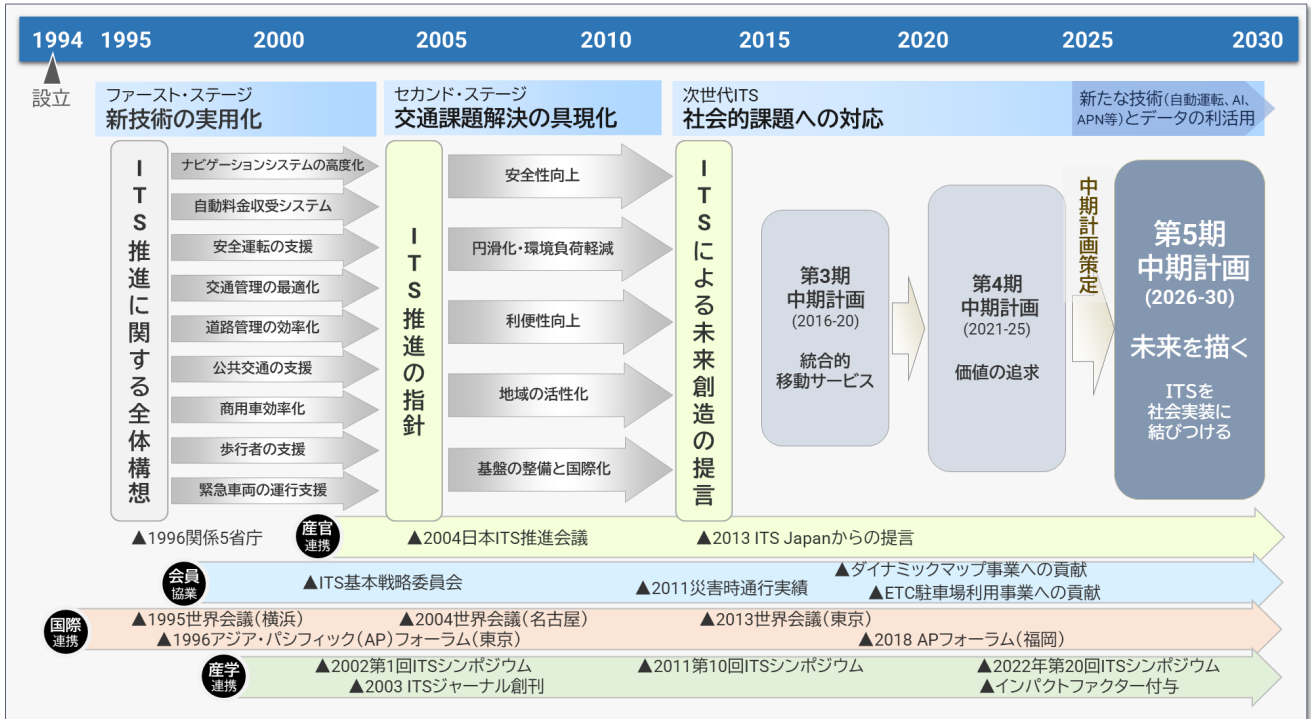 1994 1995 2000 2005 2010 2015 2020 2025 2030
設立
ファースト・ステージ
新技術の実用化
セカンド・ステージ
交通課題解決の具現化
次世代ITS
社会的課題への対応
新たな技術(自動運転、AI、
APN等)とデータの利活用
ITS推進に関する全体構想
ナビゲーションシステムの高度化
自動料金収受システム
安全運転の支援
交通管理の最適化
道路管理の効率化
公共交通の支援
商用車効率化
歩行者の支援
緊急車両の運行支援
ITS推進の指針
安全性向上
円滑化・環境負荷軽減
利便性向上
地域の活性化
基盤の整備と国際化
ITSによる未来創造の提言
第3期
中期計画
(2016-20)
統合的
移動サービス
第4期
中期計画
(2021-25)
価値の追求
中期計画策定
第5期
中期計画
(2026-30)
未来を描く
ITSを
社会実装に
結びつける
産官
連携
▲1996関係5省庁
▲2004日本ITS推進会議
▲2013 ITS Japanからの提言
会員
協業
▲ITS基本戦略委員会
▲2011災害時通行実績
▲ダイナミックマップ事業への貢献
▲ETC駐車場利用事業への貢献
国際
連携
▲1995世界会議(横浜)
▲2004世界会議(名古屋)
▲2013世界会議(東京)
▲1996アジア・パシフィック(AP)フォーラム(東京)
▲2018 APフォーラム(福岡)
産学
連携
▲2002第1回ITSシンポジウム
▲2011第10回ITSシンポジウム
▲2022年第20回ITSシンポジウム
▲2003 ITSジャーナル創刊
▲インパクトファクター付与